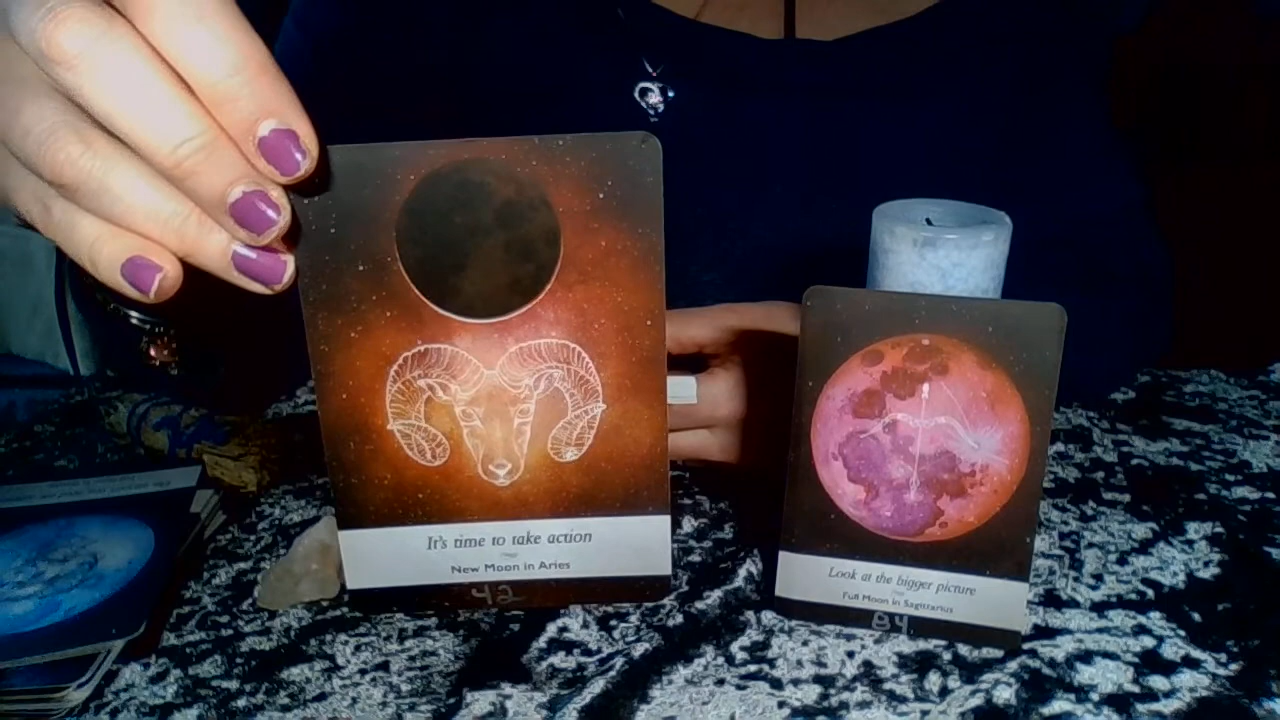 It's time to take action
New Moon in Aries
42
Look at the bigger picture
Full Moon in Sagittarius
84